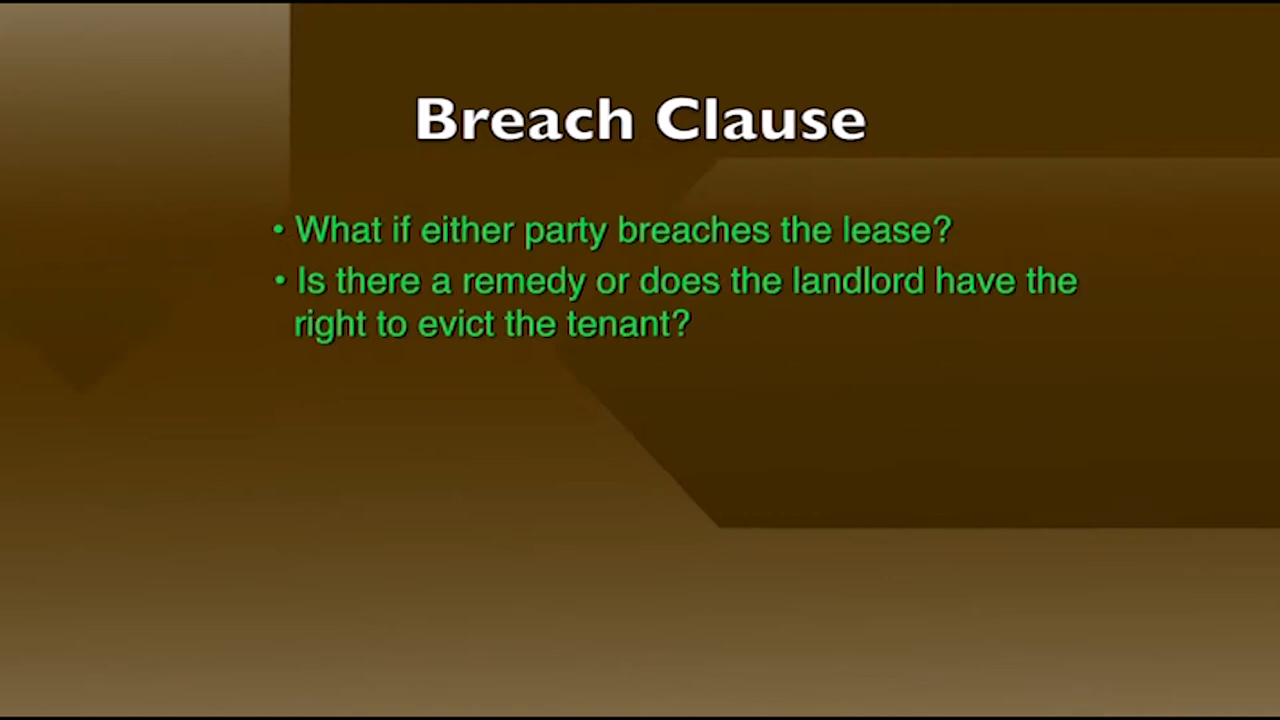 Breach Clause
• What if either party breaches the lease?
• Is there a remedy or does the landlord have the
right to evict the tenant?